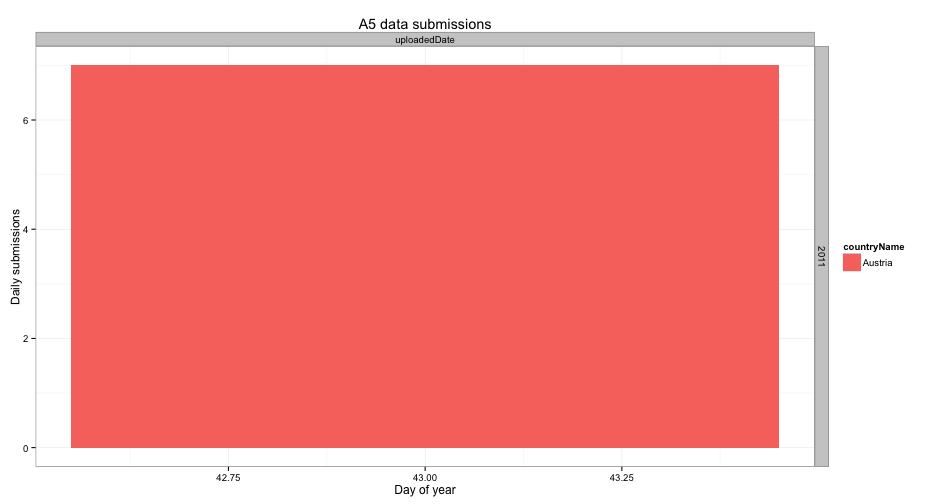 A5 data submissions
uploadedDate
6
4
2
0
Daily submissions
42.75 43.00 43.25
Day of year
2011
countryName
Austria